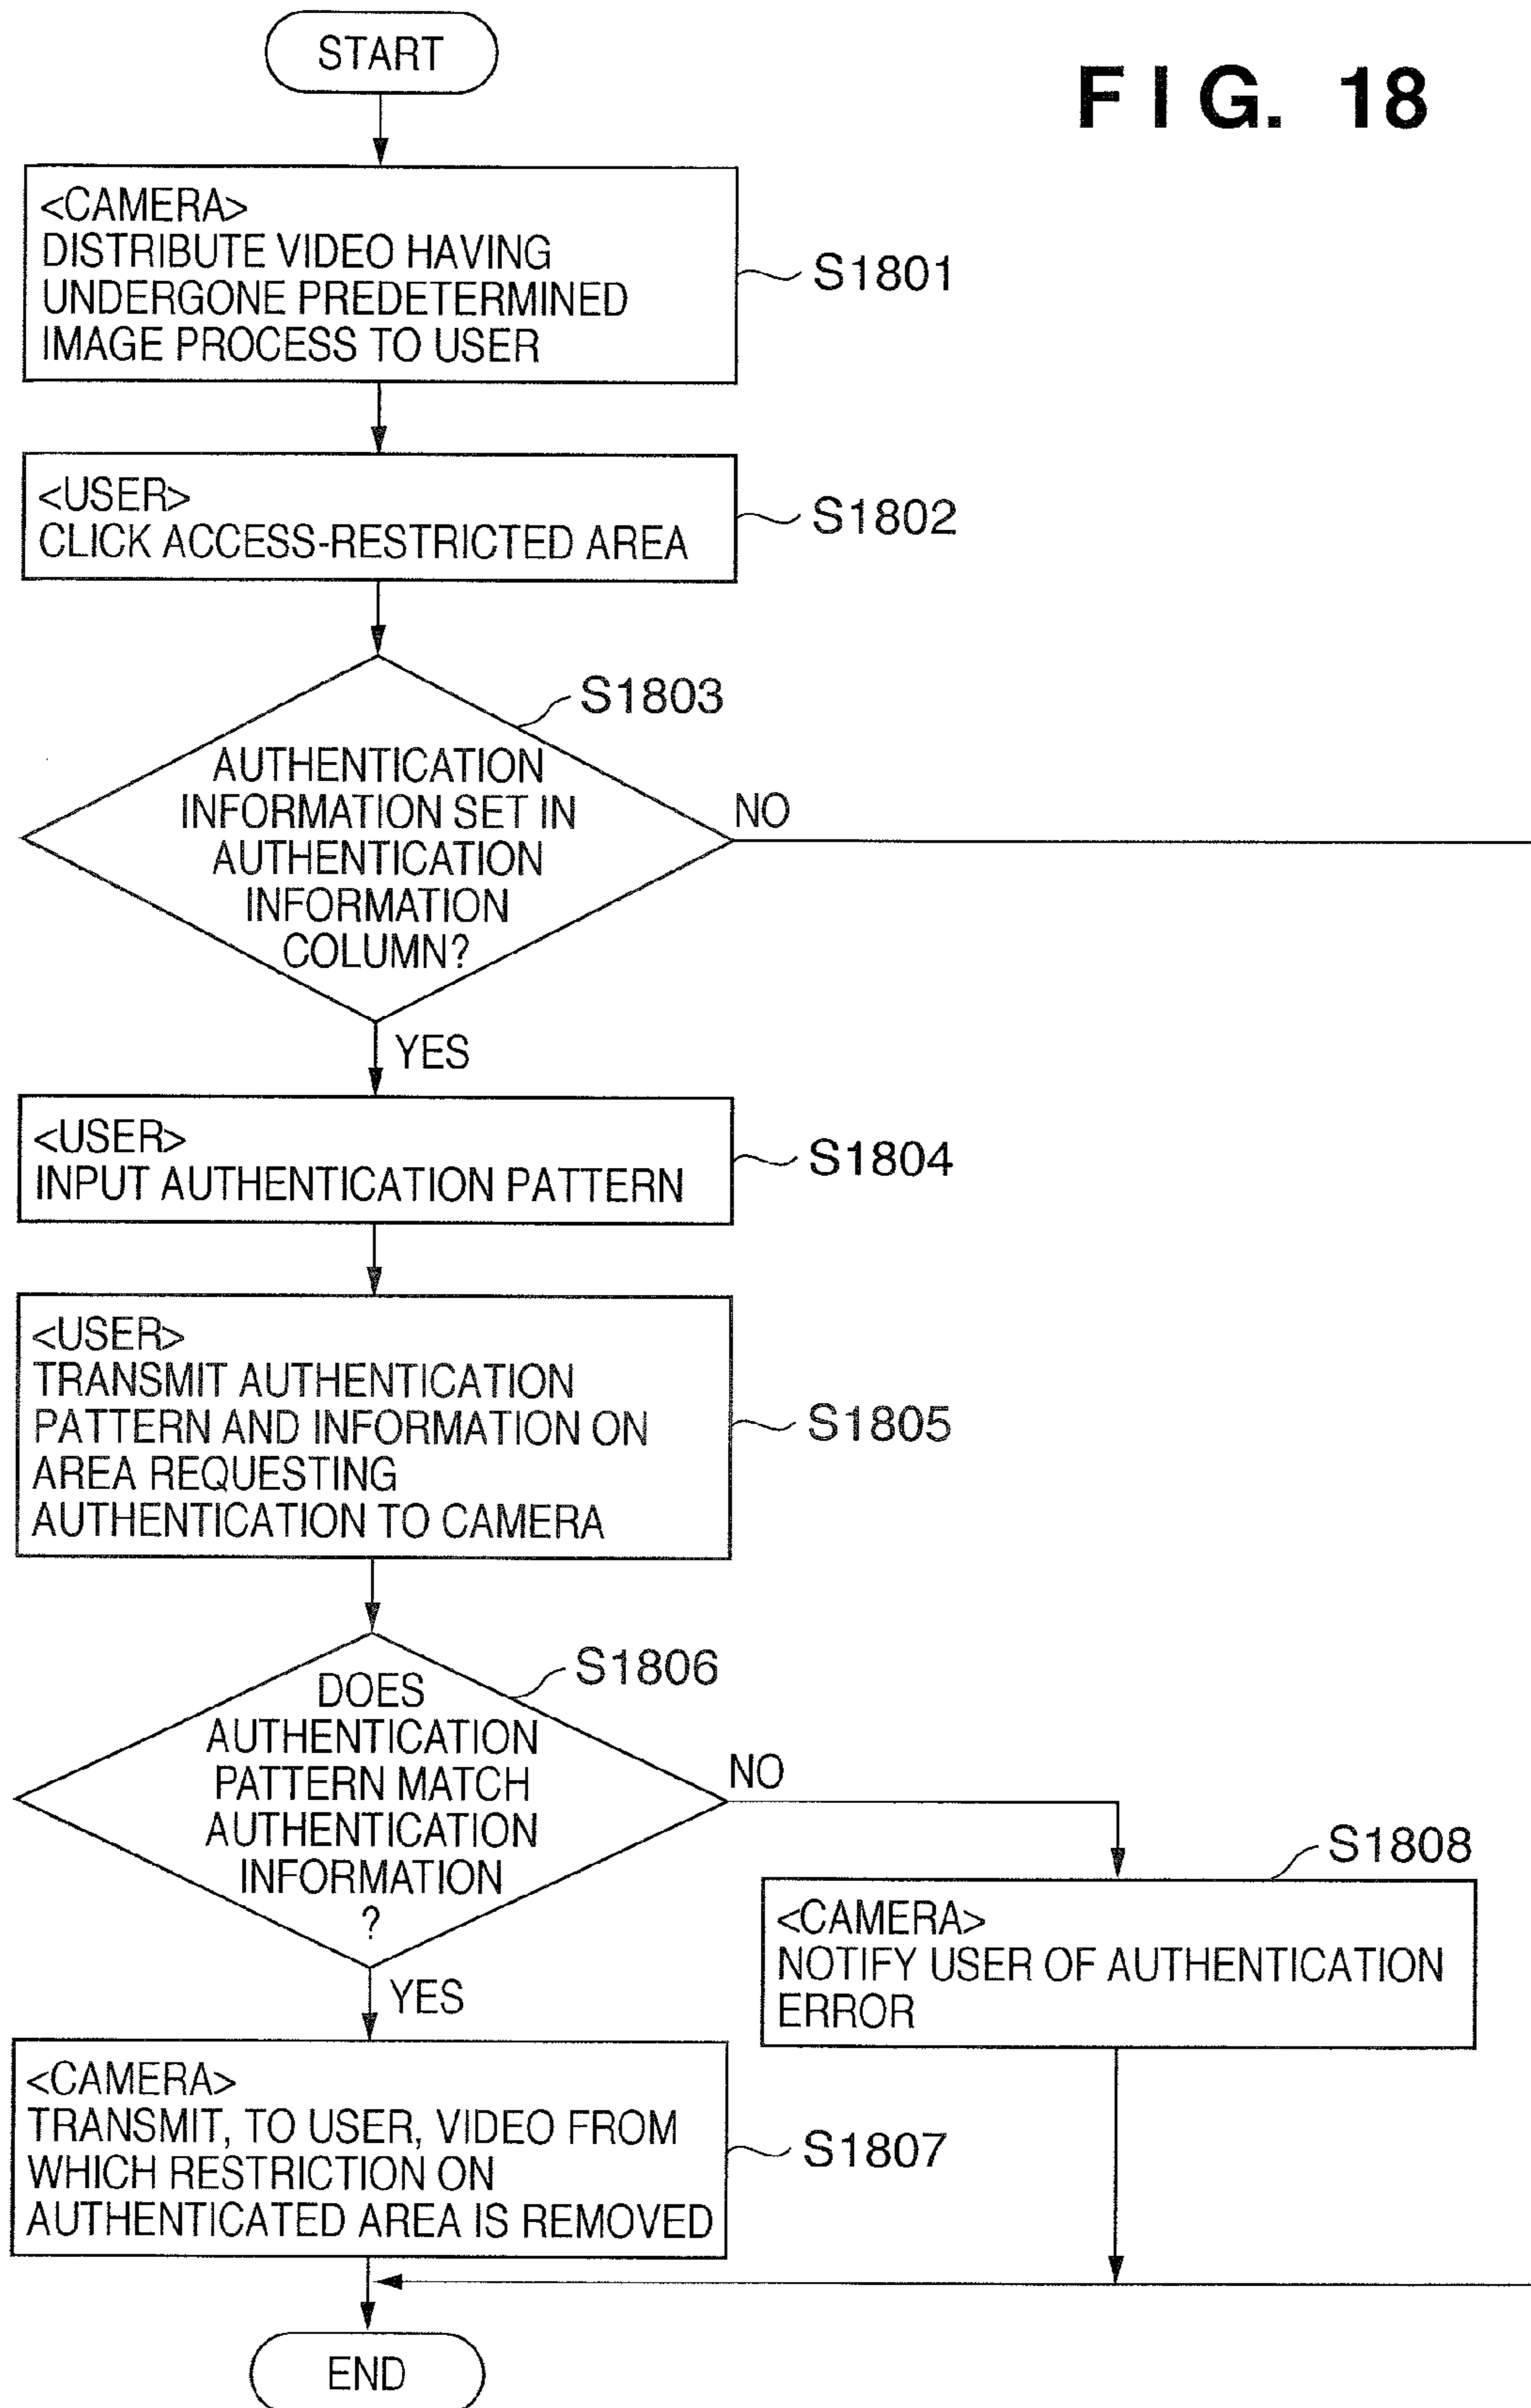 START
FIG. 18
<CAMERA>
DISTRIBUTE VIDEO HAVING
UNDERGONE PREDETERMINED
IMAGE PROCESS TO USER
S1801
<USER>
CLICK ACCESS-RESTRICTED AREA
S1802
S1803
AUTHENTICATION
INFORMATION SET IN
AUTHENTICATION
INFORMATION
COLUMN?
NO
YES
<USER>
INPUT AUTHENTICATION PATTERN
S1804
<USER>
TRANSMIT AUTHENTICATION
PATTERN AND INFORMATION ON
AREA REQUESTING
AUTHENTICATION TO CAMERA
S1805
S1806
DOES
AUTHENTICATION
PATTERN MATCH
AUTHENTICATION
INFORMATION
?
NO
YES
S1808
<CAMERA>
NOTIFY USER OF AUTHENTICATION
ERROR
<CAMERA>
TRANSMIT, TO USER, VIDEO FROM
WHICH RESTRICTION ON
AUTHENTICATED AREA IS REMOVED
S1807
END